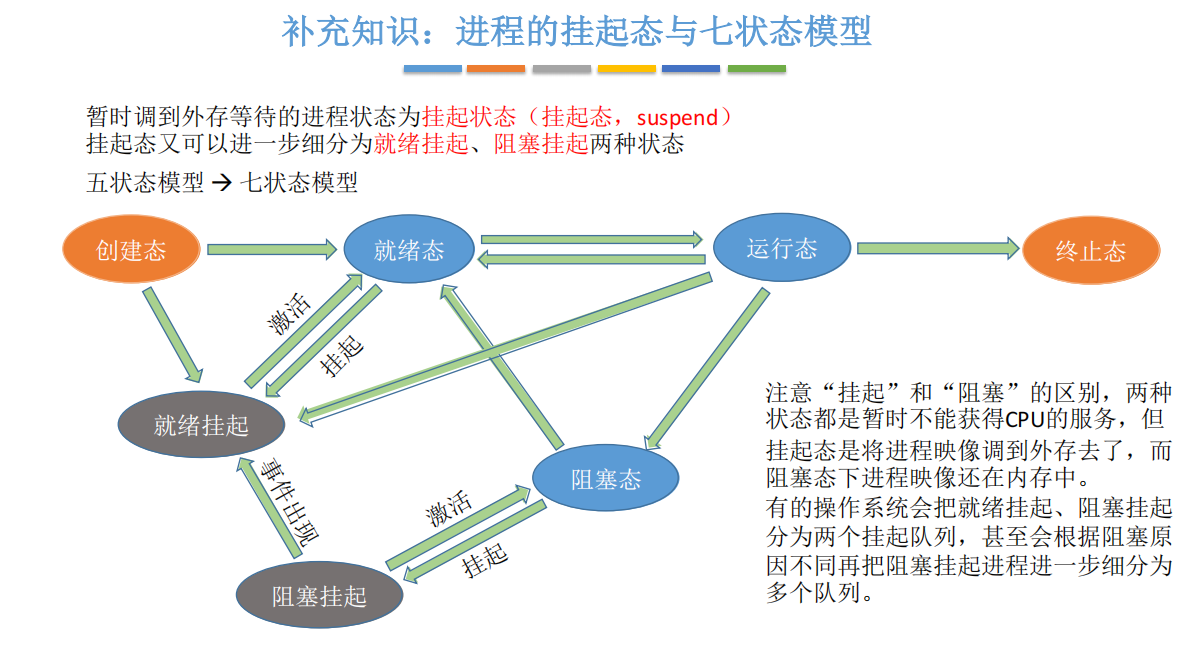 补充知识：进程的挂起态与七状态模型
暂时调到外存等待的进程状态为挂起状态（挂起态，suspend）
挂起态又可以进一步细分为就绪挂起、阻塞挂起两种状态
五状态模型→七状态模型
创建态
就绪态
运行态
终止态
激活
挂起
就绪挂起
注意“挂起”和“阻塞”的区别，两种
状态都是暂时不能获得CPU的服务，但
挂起态是将进程映像调到外存去了，而
阻塞态下进程映像还在内存中。
有的操作系统会把就绪挂起、阻塞挂起
分为两个挂起队列，甚至会根据阻塞原
因不同再把阻塞挂起进程进一步细分为
多个队列。
阻塞态
事件出现
激活
挂起
阻塞挂起